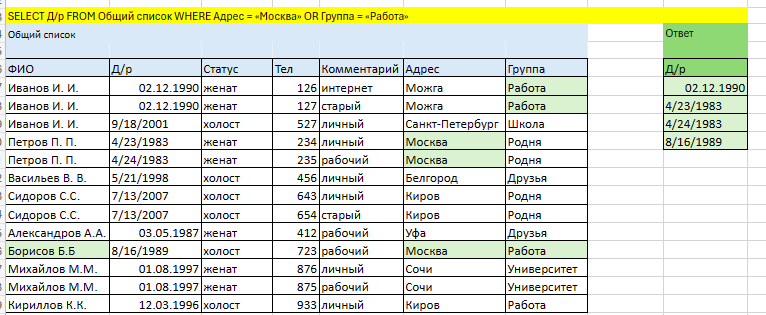 SELECT Д/р FROM Общий список WHERE Адрес = «Москва» OR Группа = «Работа»
Общий список Ответ
ФИО Д/р Статус Тел Комментарий Адрес Группа Д/р
Иванов И. И. 02.12.1990 женат 126 интернет Можга Работа 02.12.1990
Иванов И. И. 02.12.1990 женат 127 старый Можга Работа 4/23/1983
Иванов И. И. 9/18/2001 холост 527 личный Санкт-Петербург Школа 4/24/1983
Петров П. П. 4/23/1983 женат 234 личный Москва Родня 8/16/1989
Петров П. П. 4/24/1983 женат 235 рабочий Москва Родня
Васильев В. В. 5/21/1998 холост 456 личный Белгород Друзья
Сидоров С.С. 7/13/2007 холост 643 личный Киров Родня
Сидоров С.С. 7/13/2007 холост 654 старый Киров Родня
Александров А.А. 03.05.1987 женат 412 рабочий Уфа Друзья
Борисов Б.Б 8/16/1989 холост 723 рабочий Москва Работа
Михайлов М.М. 01.08.1997 женат 876 личный Сочи Университет
Михайлов М.М. 01.08.1997 женат 875 рабочий Сочи Университет
Кириллов К.К. 12.03.1996 холост 933 личный Киров Работа